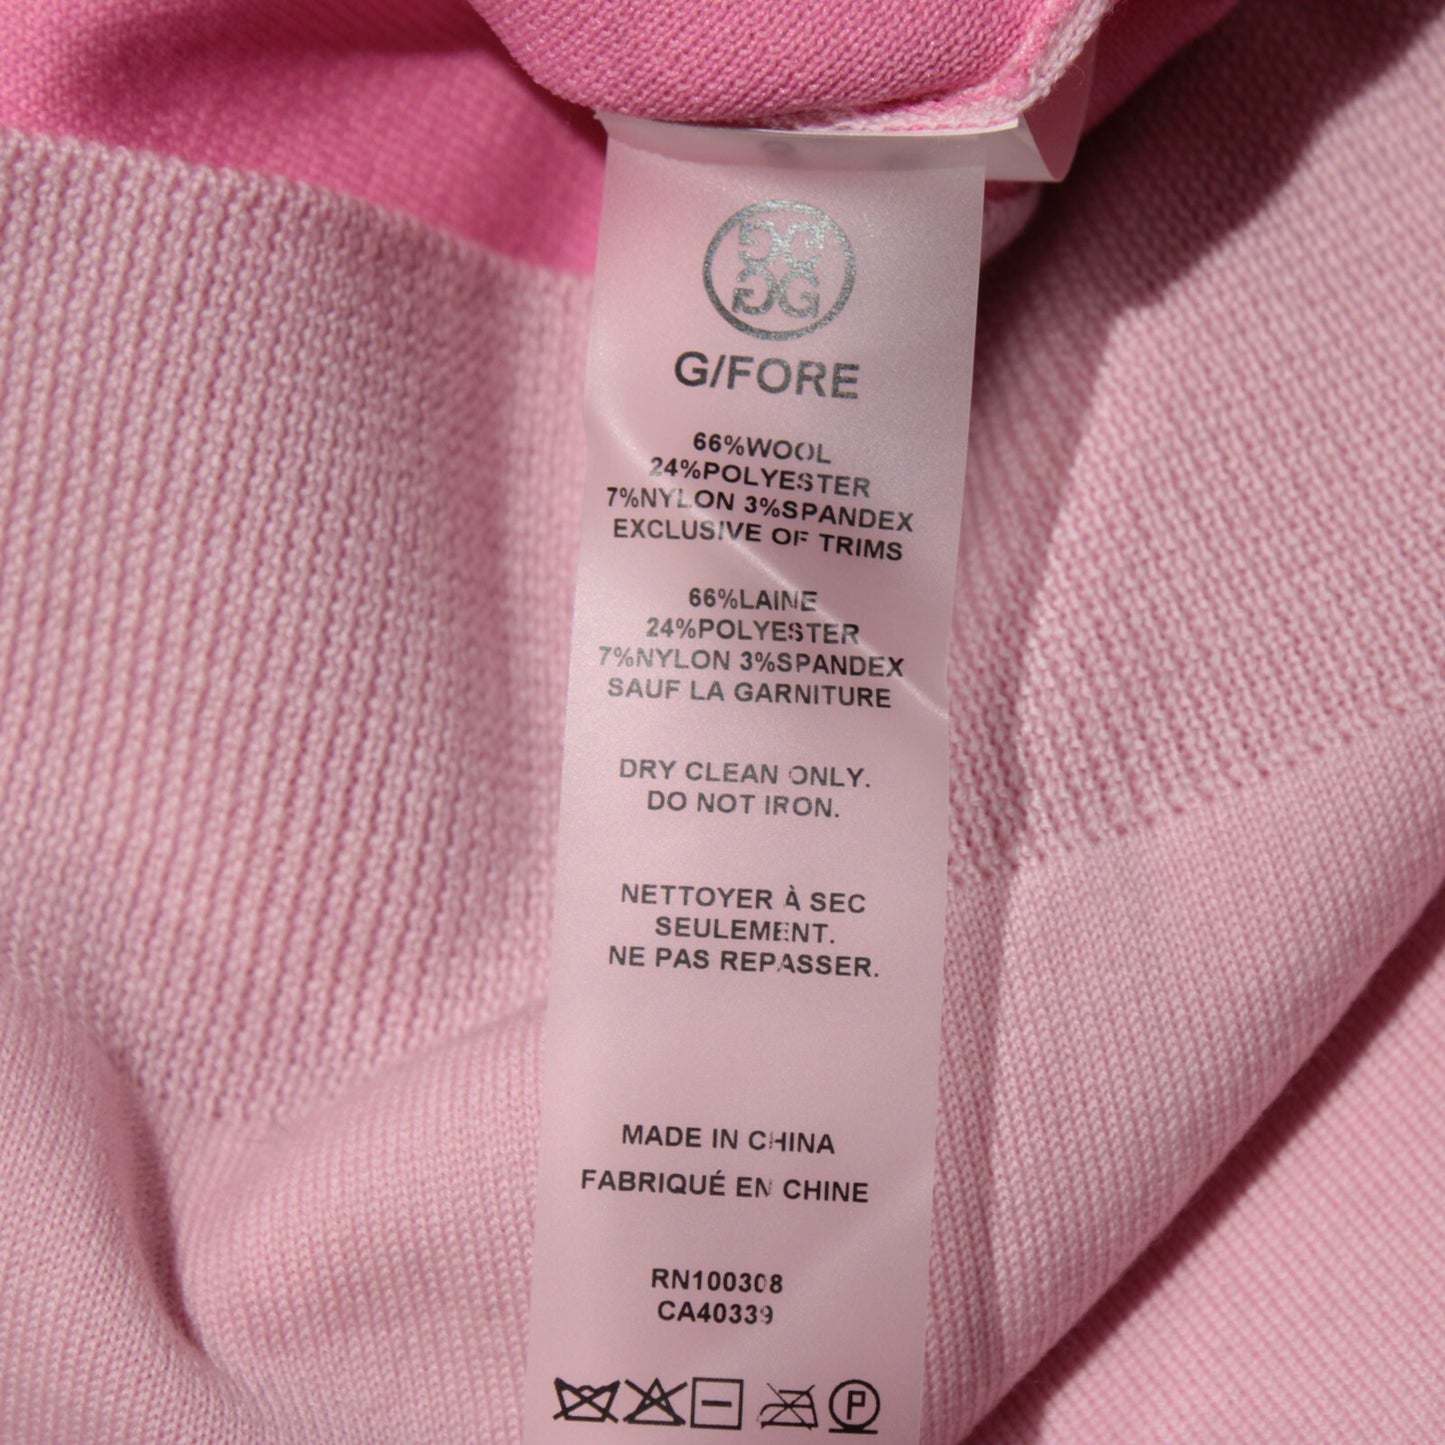 G/FORE
66%WOOL
24%POLYESTER
7%NYLON 3%SPANDEX
EXCLUSIVE OF TRIMS
66%LAINE
24%POLYESTER
7%NYLON 3%SPANDEX
SAUF LA GARNITURE
DRY CLEAN ONLY.
DO NOT IRON.
NETTOYER À SEC
SEULEMENT.
NE PAS REPASSER.
MADE IN CHINA
FABRIQUÉ EN CHINE
RN100308
CA40339
P